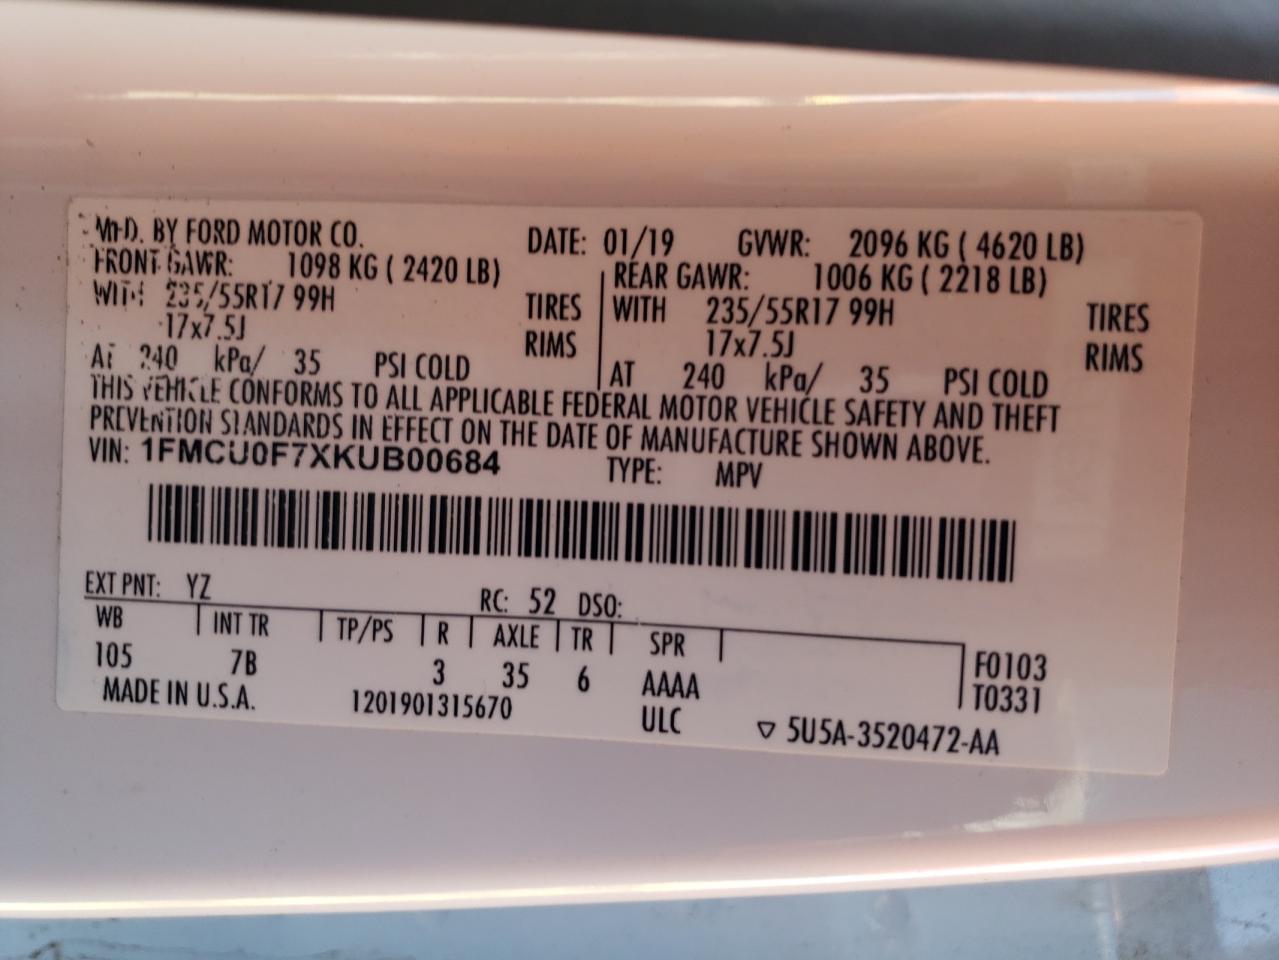 MFD. BY FORD MOTOR CO. DATE: 01/19 GVWR: 2096 KG ( 4620 LB)
FRONT GAWR: 1098 KG ( 2420 LB) REAR GAWR: 1006 KG ( 2218 LB)
WITH 235/55R17 99H TIRES WITH 235/55R17 99H TIRES
17x7.5J RIMS 17x7.5J RIMS
AT 240 kPa/ 35 PSI COLD AT 240 kPa/ 35 PSI COLD
THIS VEHICLE CONFORMS TO ALL APPLICABLE FEDERAL MOTOR VEHICLE SAFETY AND THEFT
PREVENTION STANDARDS IN EFFECT ON THE DATE OF MANUFACTURE SHOWN ABOVE.
VIN: 1FMCU0F7XKUB00684 TYPE: MPV
EXT PNT: YZ RC: 52 DSO:
WB INT TR TP/PS R AXLE TR SPR
105 7B 3 35 6 AAAA F0103
MADE IN U.S.A. 1201901315670 ULC T0331
▽ 5U5A-3520472-AA